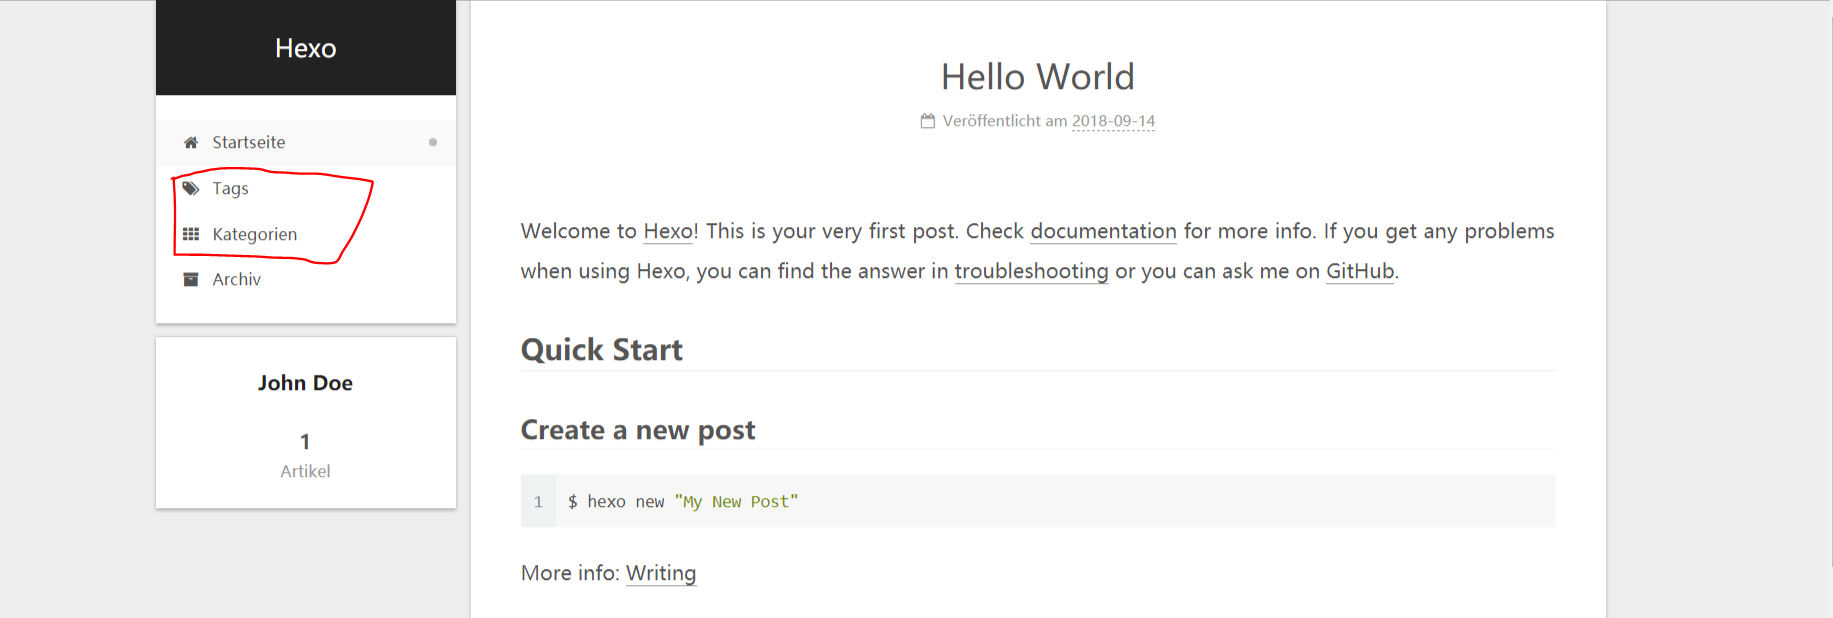 Hexo
Startseite
Tags
Kategorien
Archiv
John Doe
1
Artikel
Hello World
Veröffentlicht am 2018-09-14
Welcome to Hexo! This is your very first post. Check documentation for more info. If you get any problems
when using Hexo, you can find the answer in troubleshooting or you can ask me on GitHub.
Quick Start
Create a new post
1 $ hexo new "My New Post"
More info: Writing